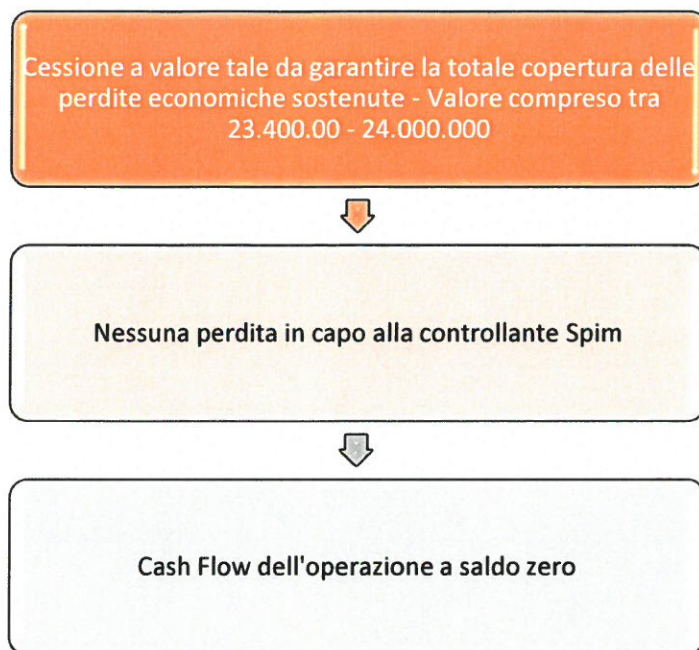 Cessione a valore tale da garantire la totale copertura delle
perdite economiche sostenute - Valore compreso tra
23.400.00 - 24.000.000
Nessuna perdita in capo alla controllante Spim
Cash Flow dell'operazione a saldo zero